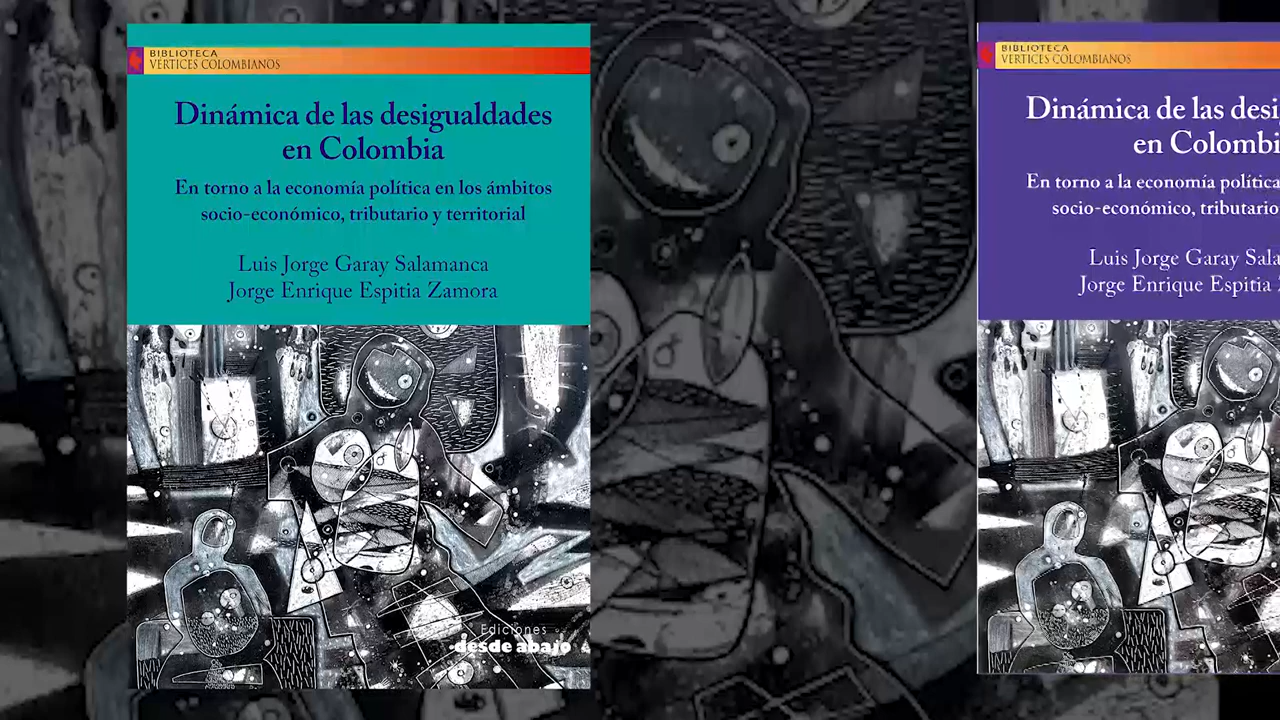 BIBLIOTECA
VÉRTICES COLOMBIANOS
Dinámica de las desigualdades
en Colombia
En torno a la economía política en los ámbitos
socio-económico, tributario y territorial
Luis Jorge Garay Salamanca
Jorge Enrique Espitia Zamora
Ediciones
desde abajo
BIBLIOTECA
VÉRTICES COLOMBIANOS
Dinámica de las desig
en Colombi
En torno a la economía política
socio-económico, tributario
Luis Jorge Garay Sala
Jorge Enrique Espitia